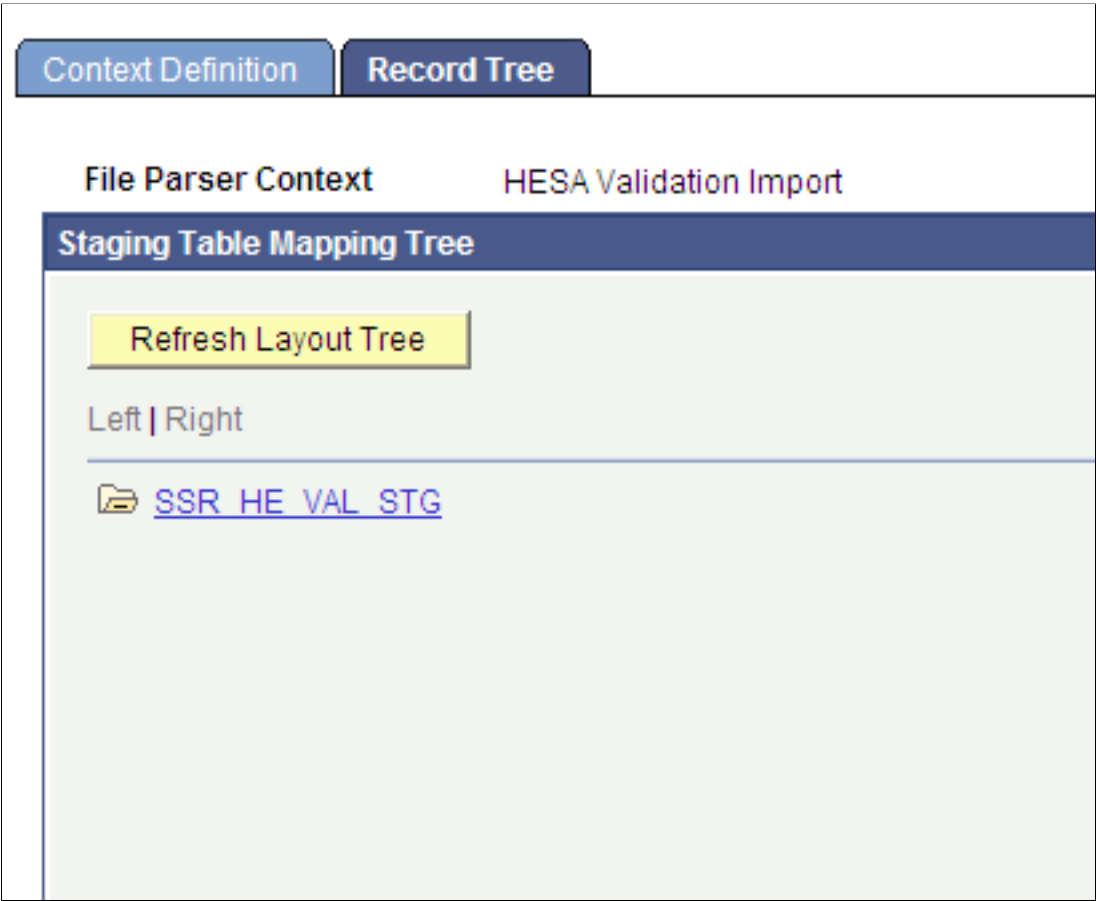 Context Definition Record Tree
File Parser Context HESA Validation Import
Staging Table Mapping Tree
Refresh Layout Tree
Left | Right
SSR_HE_VAL_STG